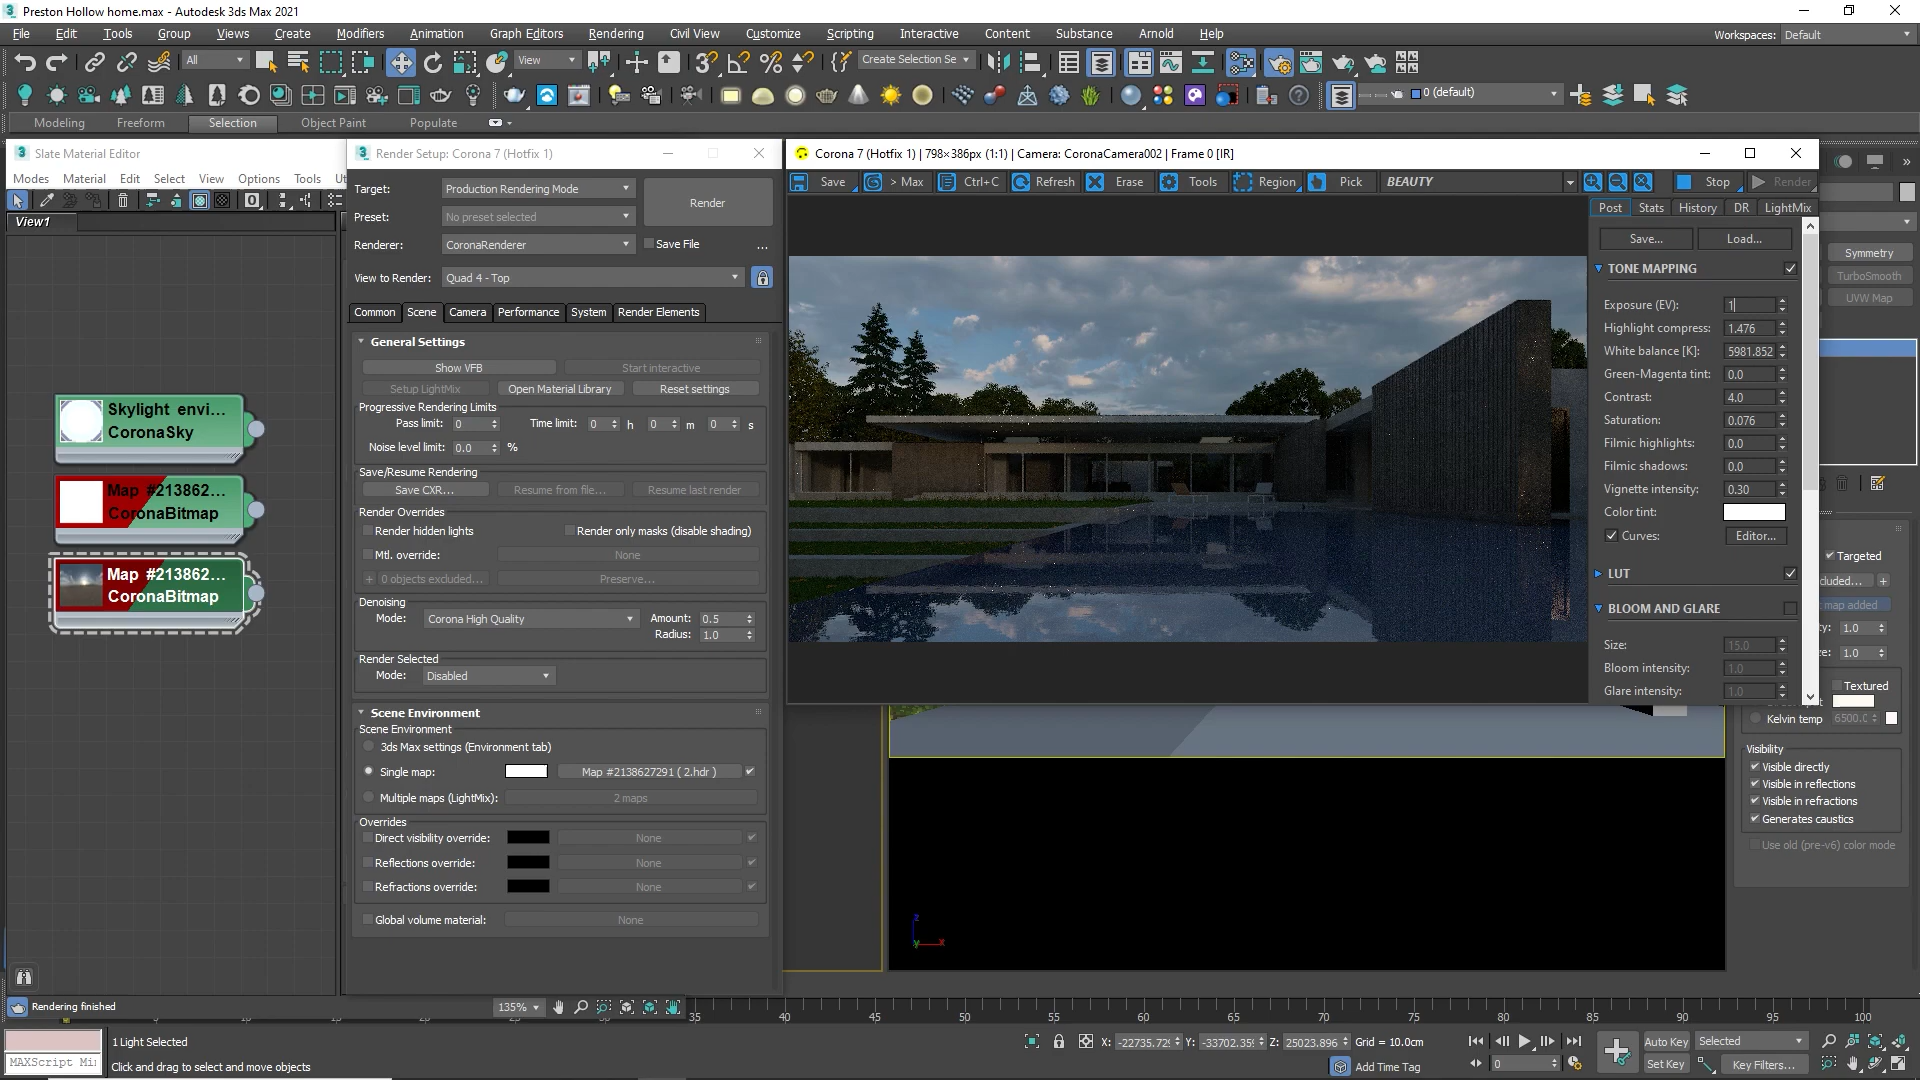 Preston Hollow home.max - Autodesk 3ds Max 2021
File Edit Tools Group Views Create Modifiers Animation Graph Editors Rendering Civil View Customize Scripting Interactive Content Substance Arnold Help
Workspaces: Default
All View Create Selection Se
0 (default)
Modeling Freeform Selection Object Paint Populate
Slate Material Editor
Modes Material Edit Select View Options Tools Ut
View1
Skylight envi...
CoronaSky
Map #213862...
CoronaBitmap
Map #213862...
CoronaBitmap
Rendering finished
135%
Render Setup: Corona 7 (Hotfix 1)
Target: Production Rendering Mode
Render
Preset: No preset selected
Renderer: CoronaRenderer Save File ...
View to Render: Quad 4 - Top
Common Scene Camera Performance System Render Elements
General Settings
Show VFB Start interactive
Setup LightMix Open Material Library Reset settings
Progressive Rendering Limits
Pass limit: 0 Time limit: 0 h 0 m 0 s
Noise level limit: 0.0 %
Save/Resume Rendering
Save CXR... Resume from file... Resume last render
Render Overrides
Render hidden lights Render only masks (disable shading)
Mtl. override: None
+ 0 objects excluded... Preserve...
Denoising
Mode: Corona High Quality Amount: 0.5
Radius: 1.0
Render Selected
Mode: Disabled
Scene Environment
Scene Environment
3ds Max settings (Environment tab)
Single map: Map #2138627291 ( 2.hdr )
Multiple maps (LightMix): 2 maps
Overrides
Direct visibility override: None
Reflections override: None
Refractions override: None
Global volume material: None
Corona 7 (Hotfix 1) | 798×386px (1:1) | Camera: CoronaCamera002 | Frame 0 [IR]
Save > Max Ctrl+C Refresh Erase Tools Region Pick BEAUTY Stop Render
Post Stats History DR LightMix
Save... Load...
TONE MAPPING
Exposure (EV): 1
Highlight compress: 1.476
White balance [K]: 5981.852
Green-Magenta tint: 0.0
Contrast: 4.0
Saturation: 0.076
Filmic highlights: 0.0
Filmic shadows: 0.0
Vignette intensity: 0.30
Color tint:
Curves: Editor...
LUT
BLOOM AND GLARE
Size: 15.0
Bloom intensity: 1.0
Glare intensity: 1.0
Symmetry
TurboSmooth
UVW Map
Targeted
cluded... +
map added
ty: 1.0
ze: 1.0
Textured
Kelvin temp 6500.0
Visibility
Visible directly
Visible in reflections
Visible in refractions
Generates caustics
Use old (pre-v6) color mode
z
y x
35 40 45 50 55 60 65 70 75 80 85 90 95 100
1 Light Selected
X: -22735.729 Y: -33702.359 Z: 25023.896 Grid = 10.0cm
Auto Key Selected
MAXScript Mi
Click and drag to select and move objects
Add Time Tag
0
Set Key Key Filters...